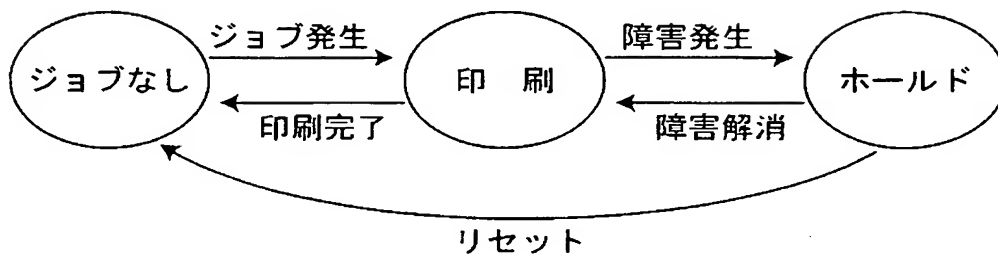 ジョブ発生
障害発生
ジョブなし
印 刷
ホールド
印刷完了
障害解消
リセット